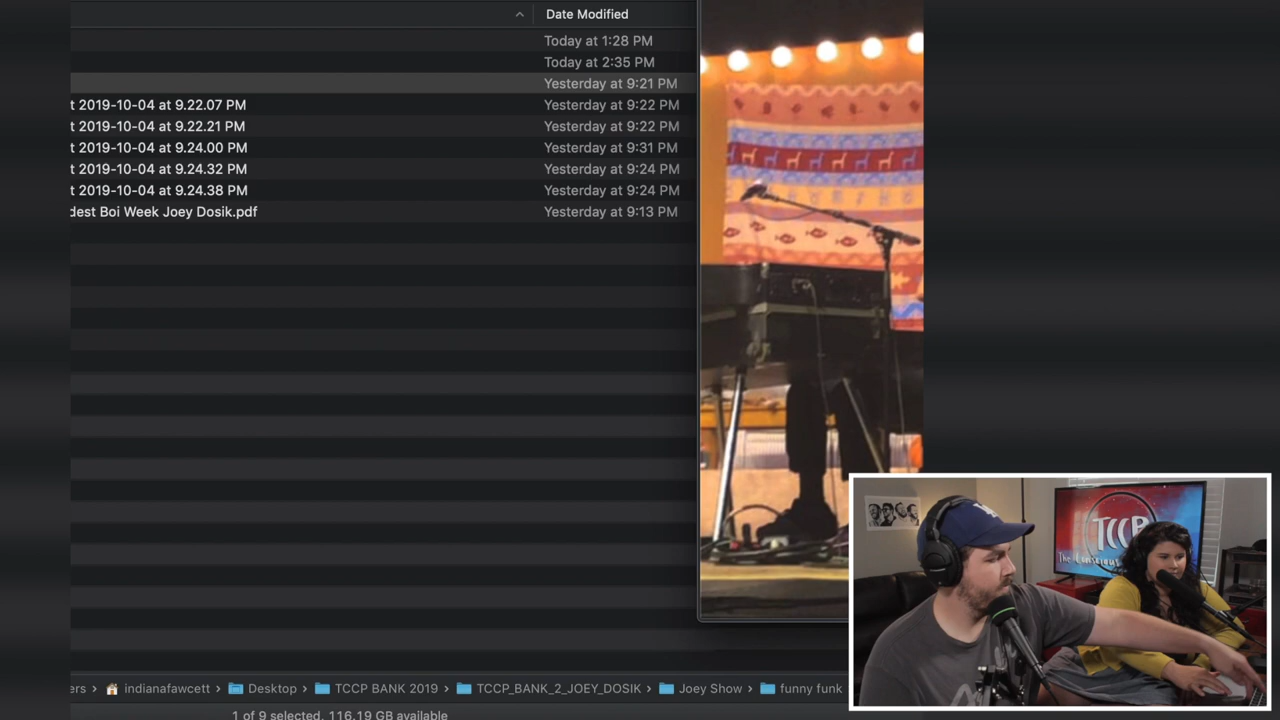 Date Modified
Today at 1:28 PM
Today at 2:35 PM
Yesterday at 9:21 PM
t 2019-10-04 at 9.22.07 PM Yesterday at 9:22 PM
t 2019-10-04 at 9.22.21 PM Yesterday at 9:22 PM
t 2019-10-04 at 9.24.00 PM Yesterday at 9:31 PM
t 2019-10-04 at 9.24.32 PM Yesterday at 9:24 PM
t 2019-10-04 at 9.24.38 PM Yesterday at 9:24 PM
dest Boi Week Joey Dosik.pdf Yesterday at 9:13 PM
ers › indianafawcett › Desktop › TCCP BANK 2019 › TCCP_BANK_2_JOEY_DOSIK › Joey Show › funny funk
1 of 9 selected, 116.19 GB available
TCCP
The Conscious